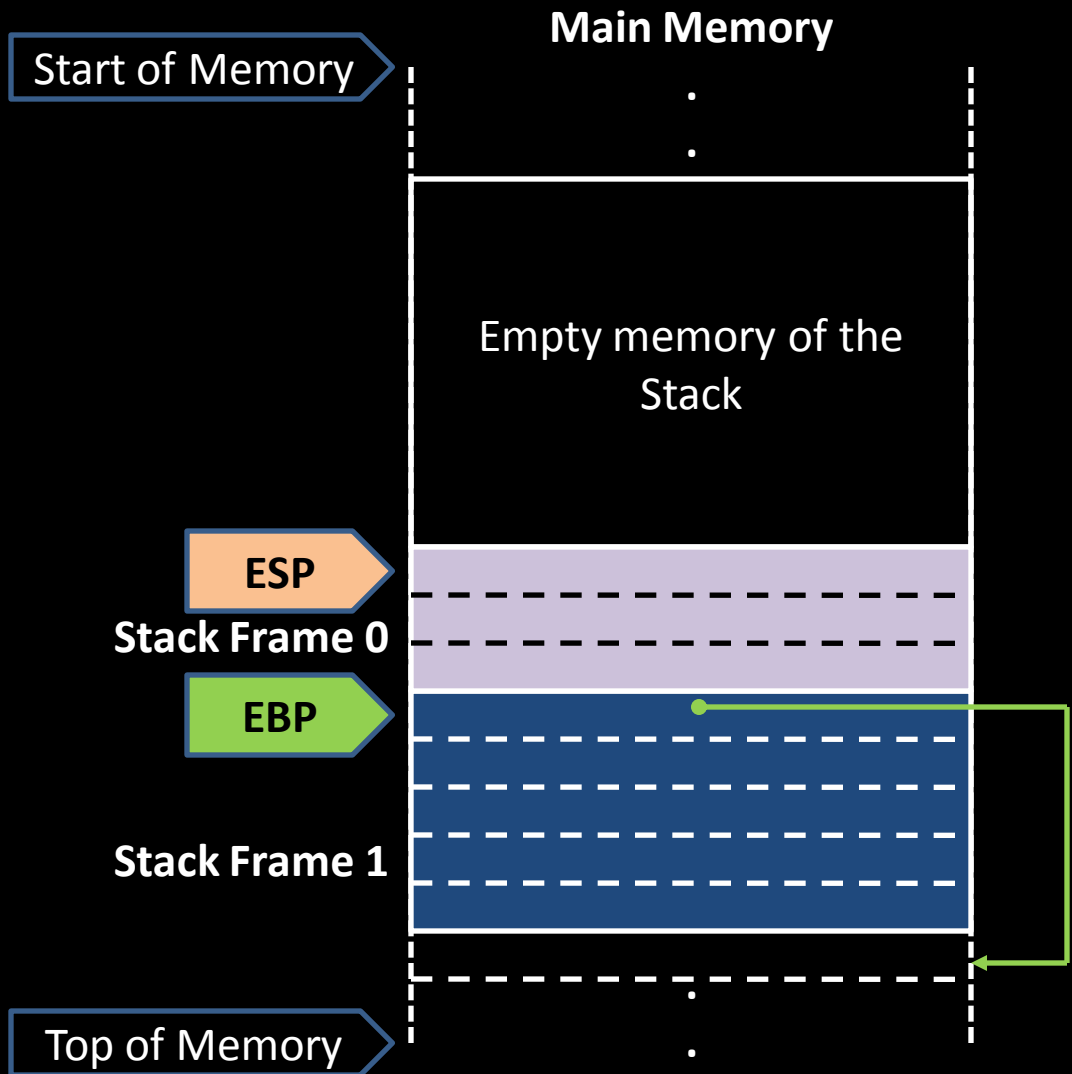 Main Memory
Start of Memory
.
.
Empty memory of the
Stack
ESP
Stack Frame 0
EBP
Stack Frame 1
.
Top of Memory
.